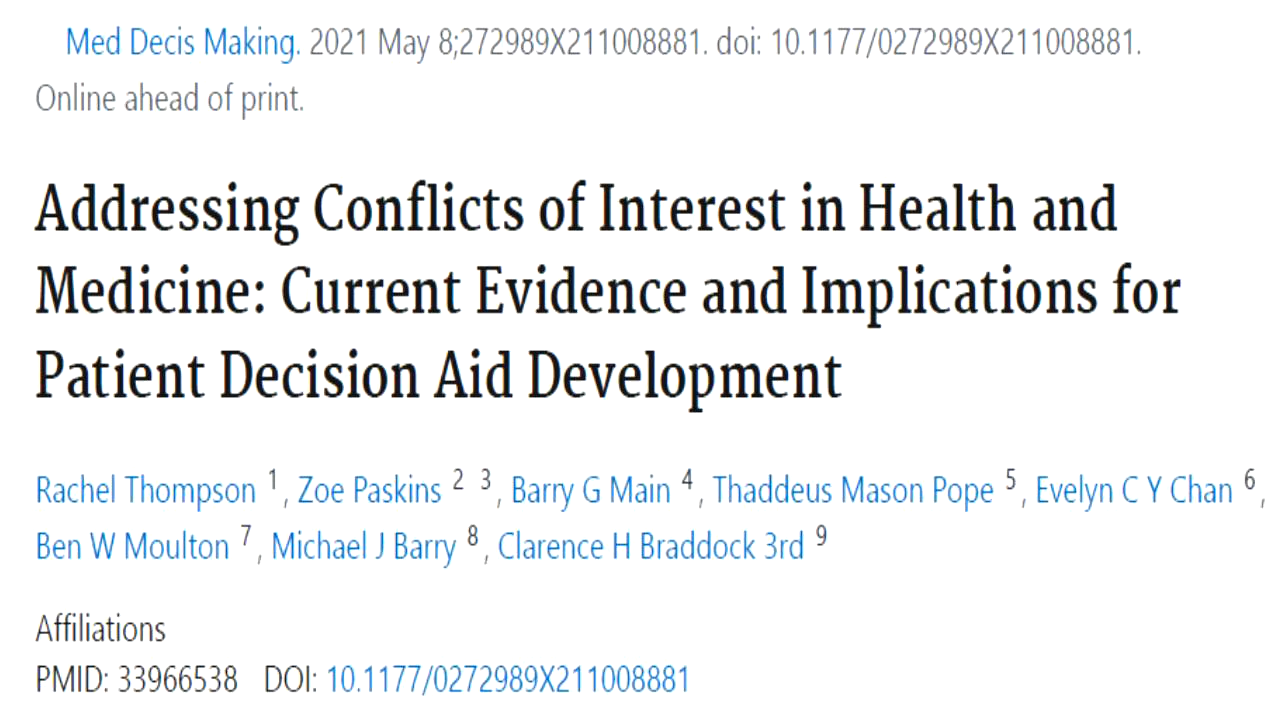 Med Decis Making. 2021 May 8;272989X211008881. doi: 10.1177/0272989X211008881.
Online ahead of print.
Addressing Conflicts of Interest in Health and
Medicine: Current Evidence and Implications for
Patient Decision Aid Development
Rachel Thompson 1, Zoe Paskins 2 3, Barry G Main 4, Thaddeus Mason Pope 5, Evelyn C Y Chan 6,
Ben W Moulton 7, Michael J Barry 8, Clarence H Braddock 3rd 9
Affiliations
PMID: 33966538 DOI: 10.1177/0272989X211008881